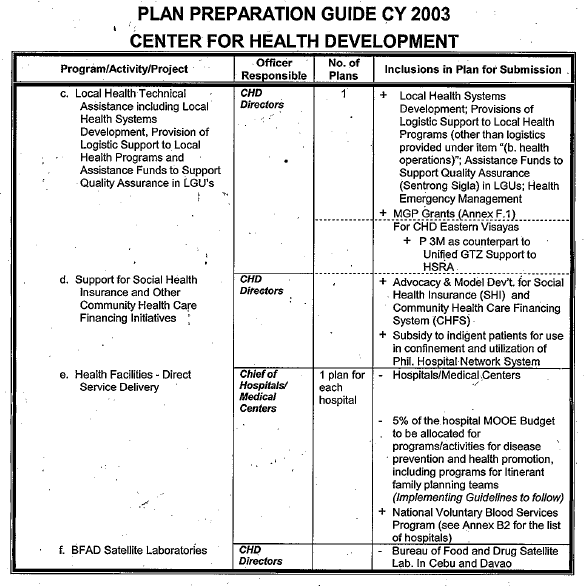 PLAN PREPARATION GUIDE CY 2003
CENTER FOR HEALTH DEVELOPMENT
Program/Activity/Project
Officer
Responsible
No. of
Plans
Inclusions in Plan for Submission
c. Local Health Technical
Assistance including Local
Health Systems
Development, Provision of
Logistic Support to Local
Health Programs and
Assistance Funds to Support
Quality Assurance in LGU's
CHD
Directors
1
+ Local Health Systems
Development; Provisions of
Logistic Support to Local Health
Programs (other than logistics
provided under item "(b. health
operations)"; Assistance Funds to
Support Quality Assurance
(Sentrong Sigla) in LGUs; Health
Emergency Management
+ MGP Grants (Annex F.1)
For CHD Eastern Visayas
+ P 3M as counterpart to
Unified GTZ Support to
HSRA
d. Support for Social Health
Insurance and Other
Community Health Care
Financing Initiatives
CHD
Directors
+ Advocacy & Model Dev't. for Social
Health Insurance (SHI) and
Community Health Care Financing
System (CHFS)
+ Subsidy to indigent patients for use
in confinement and utilization of
Phil. Hospital Network System
e. Health Facilities - Direct
Service Delivery
Chief of
Hospitals/
Medical
Centers
1 plan for
each
hospital
- Hospitals/Medical Centers
- 5% of the hospital MOOE Budget
to be allocated for
programs/activities for disease
prevention and health promotion,
including programs for Itinerant
family planning teams
(Implementing Guidelines to follow)
+ National Voluntary Blood Services
Program (see Annex B2 for the list
of hospitals)
f. BFAD Satellite Laboratories
CHD
Directors
- Bureau of Food and Drug Satellite
Lab. In Cebu and Davao